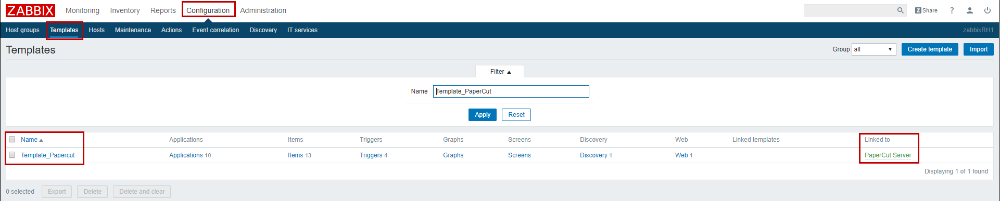 ZABBIX Monitoring Inventory Reports Configuration Administration Z Share ?
Host groups Templates Hosts Maintenance Actions Event correlation Discovery IT services zabbixRH1
Templates Group all Create template Import
Filter
Name Template_PaperCut
Apply Reset
Name Applications Items Triggers Graphs Screens Discovery Web Linked templates Linked to
Template_Papercut Applications 10 Items 13 Triggers 4 Graphs Screens Discovery 1 Web 1 PaperCut Server
Displaying 1 of 1 found
0 selected Export Delete Delete and clear